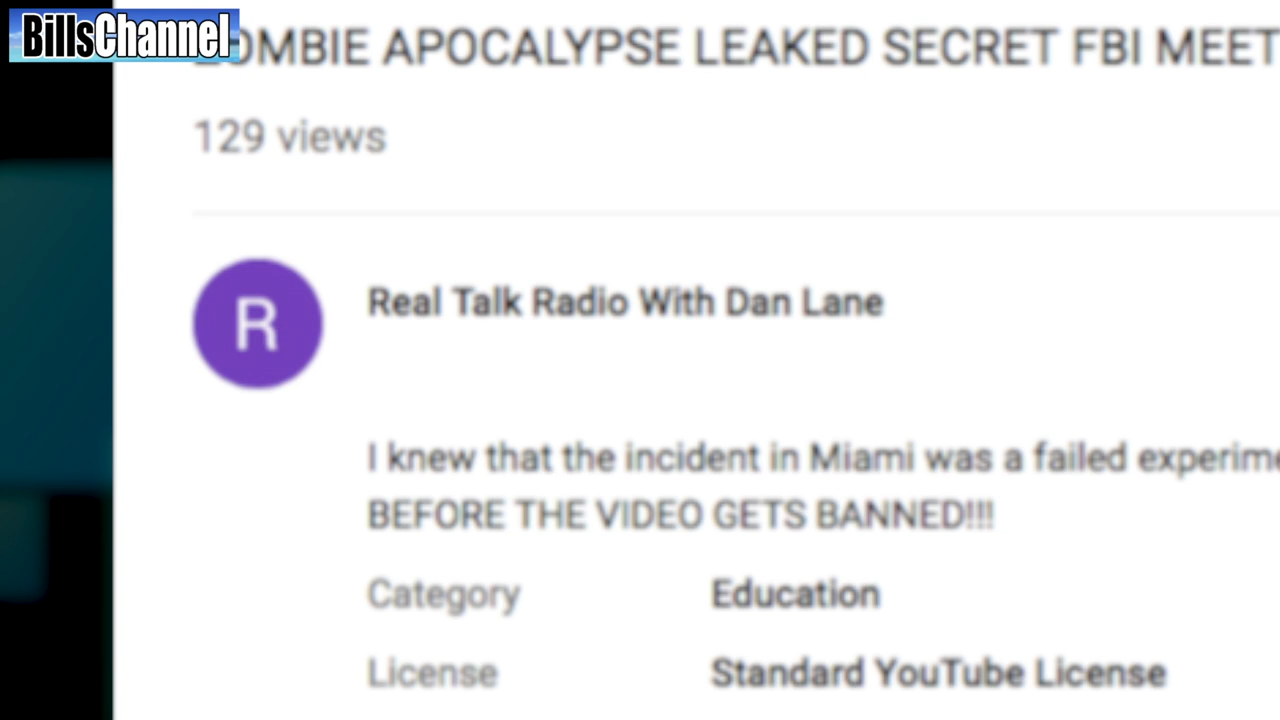 BillsChannel
OMBIE APOCALYPSE LEAKED SECRET FBI MEET
129 views
R
Real Talk Radio With Dan Lane
I knew that the incident in Miami was a failed experime
BEFORE THE VIDEO GETS BANNED!!!
Category Education
License Standard YouTube License